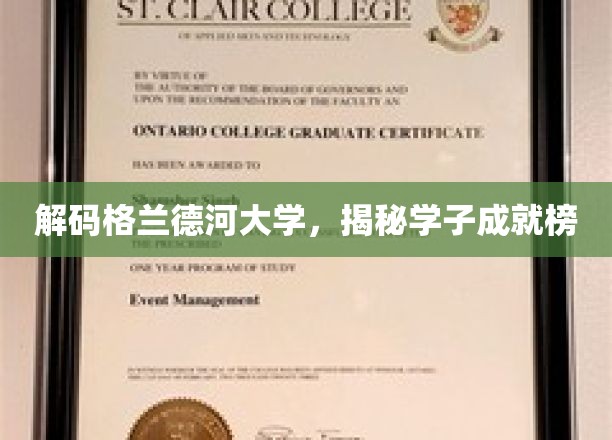 ST. CLAIR COLLEGE
OF APPLIED ARTS AND TECHNOLOGY
BY VIRTUE OF
THE AUTHORITY OF THE BOARD OF GOVERNORS AND
UPON THE RECOMMENDATION OF THE FACULTY AN
ONTARIO COLLEGE GRADUATE CERTIFICATE
HAS BEEN AWARDED TO
解码格兰德河大学，揭秘学子成就榜
THE PRESCRIBED
ONE YEAR PROGRAM OF STUDY
Event Management